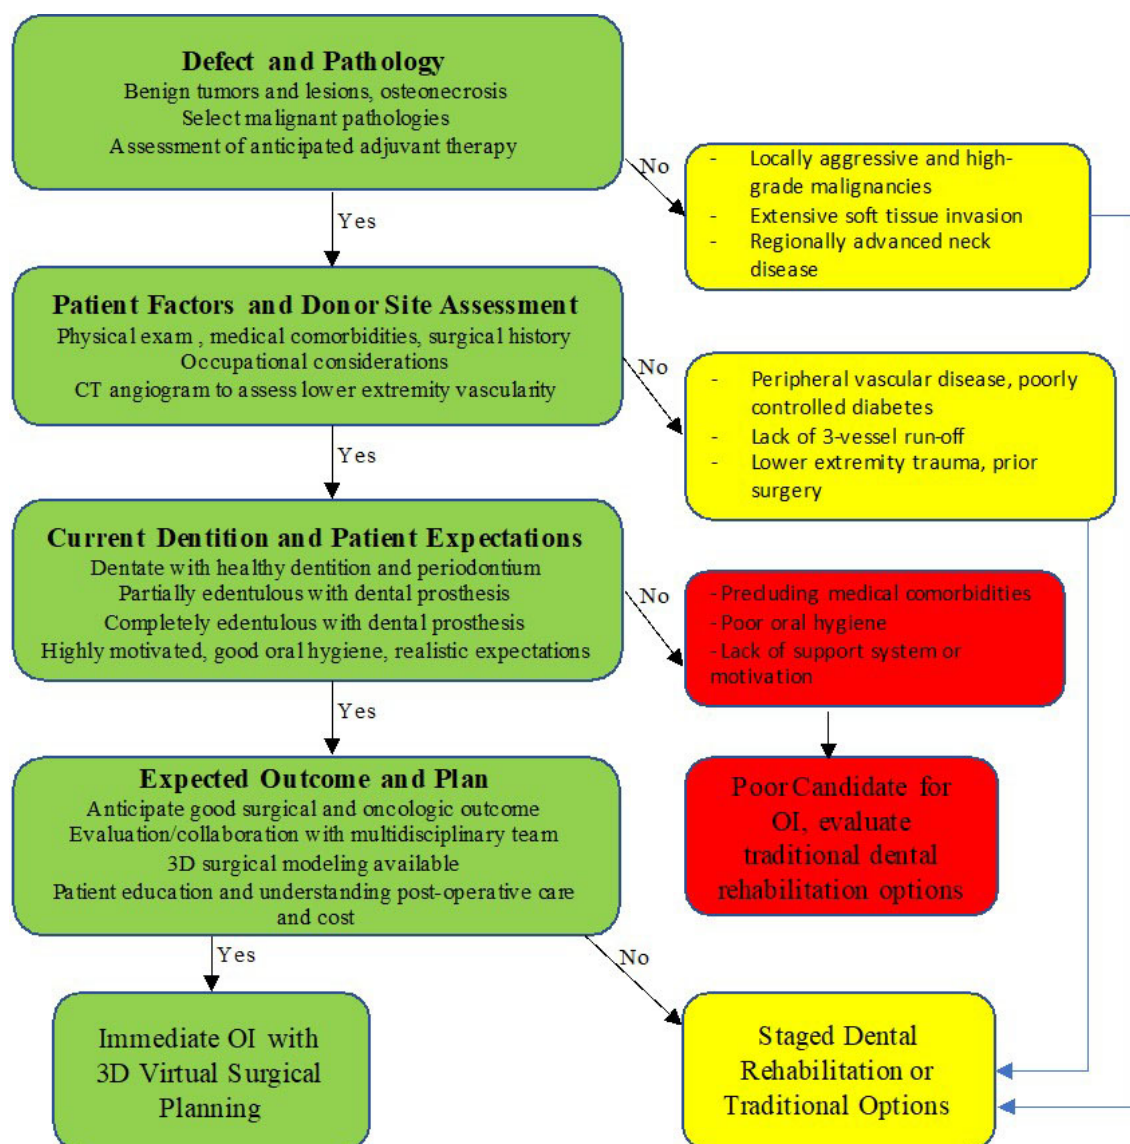 Defect and Pathology
Benign tumors and lesions, osteonecrosis
Select malignant pathologies
Assessment of anticipated adjuvant therapy
No
- Locally aggressive and high-
grade malignancies
- Extensive soft tissue invasion
- Regionally advanced neck
disease
Yes
Patient Factors and Donor Site Assessment
Physical exam , medical comorbidities, surgical history
Occupational considerations
CT angiogram to assess lower extremity vascularity
No
- Peripheral vascular disease, poorly
controlled diabetes
- Lack of 3-vessel run-off
- Lower extremity trauma, prior
surgery
Yes
Current Dentition and Patient Expectations
Dentate with healthy dentition and periodontium
Partially edentulous with dental prosthesis
Completely edentulous with dental prosthesis
Highly motivated, good oral hygiene, realistic expectations
No
- Precluding medical comorbidities
- Poor oral hygiene
- Lack of support system or
motivation
Yes
Expected Outcome and Plan
Anticipate good surgical and oncologic outcome
Evaluation/collaboration with multidisciplinary team
3D surgical modeling available
Patient education and understanding post-operative care
and cost
Poor Candidate for
OI, evaluate
traditional dental
rehabilitation options
Yes
No
Immediate OI with
3D Virtual Surgical
Planning
Staged Dental
Rehabilitation or
Traditional Options